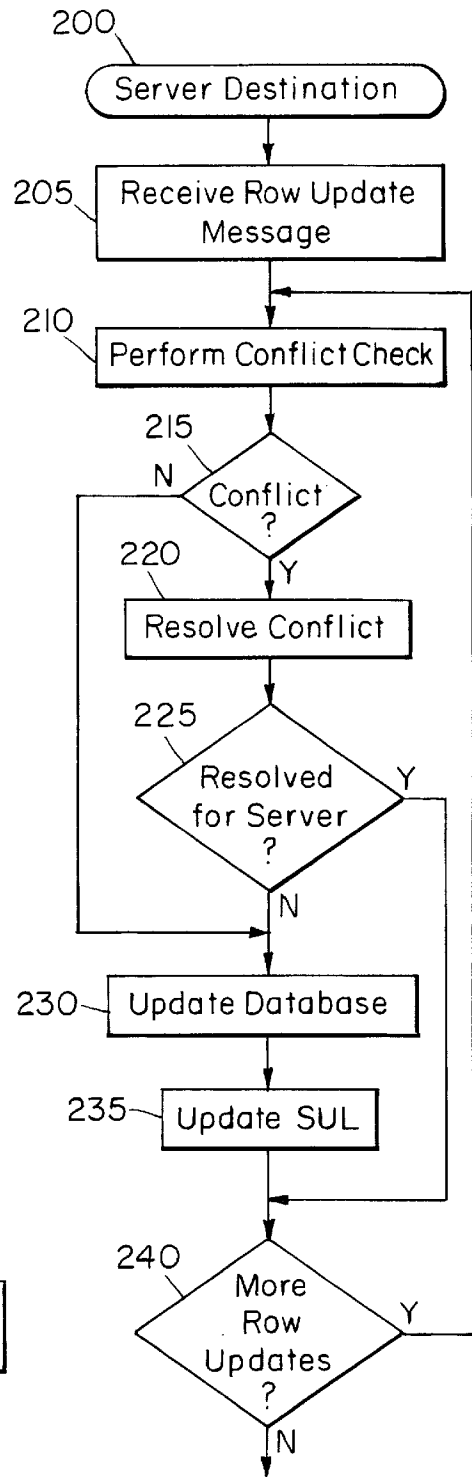 200
Server Destination
205
Receive Row Update
Message
210
Perform Conflict Check
215
N
Conflict
?
Y
220
Resolve Conflict
225
Resolved
for Server
?
Y
N
230
Update Database
235
Update SUL
240
More
Row
Updates
?
Y
N